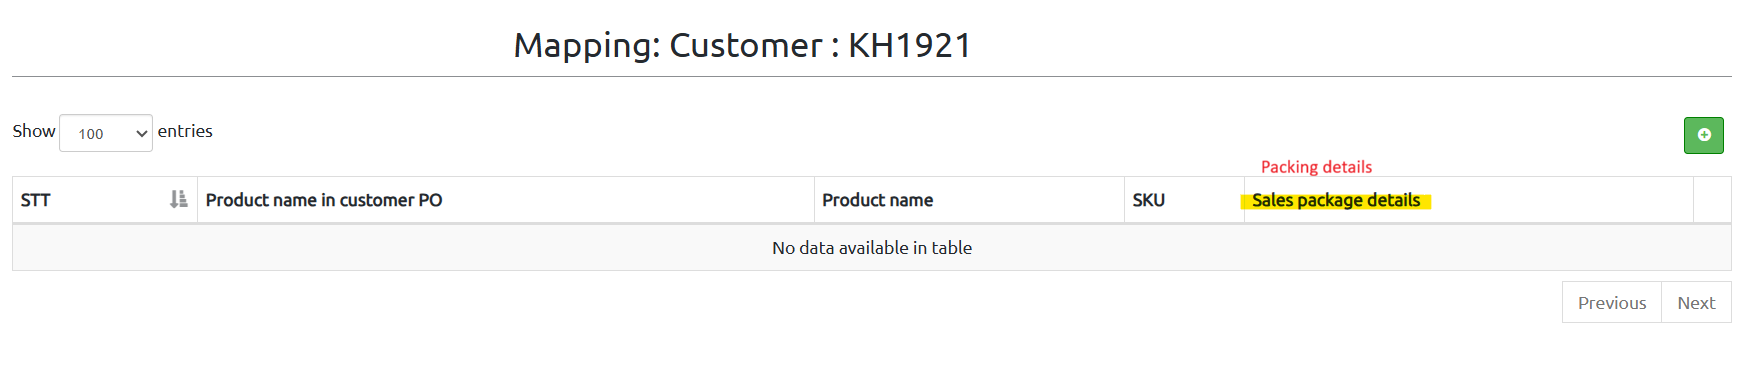 Mapping: Customer : KH1921
Show 100 entries
Packing details
STT Product name in customer PO Product name SKU Sales package details
No data available in table
Previous Next